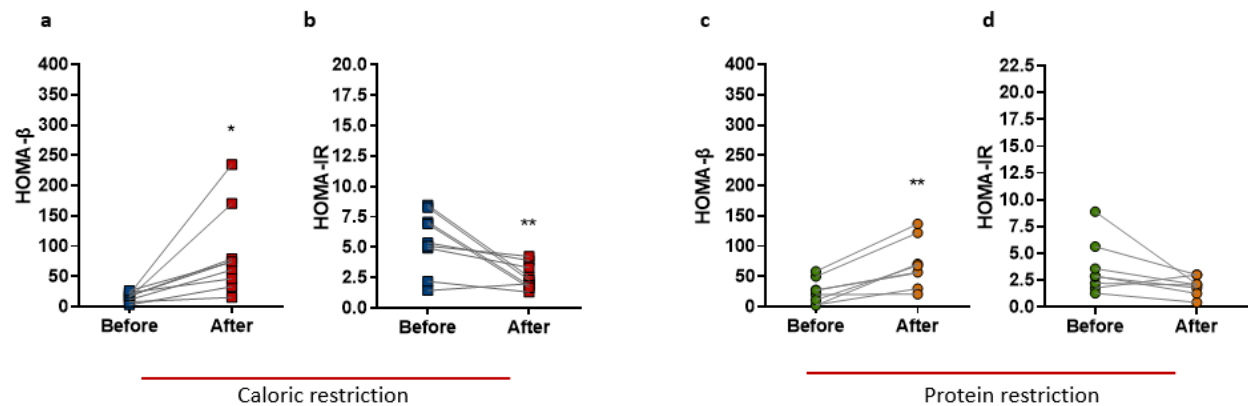 a
HOMA-β
400
350
300
250
200
150
100
50
0
*
Before After
b
HOMA-IR
20.0
17.5
15.0
12.5
10.0
7.5
5.0
2.5
0.0
**
Before After
Caloric restriction
c
HOMA-β
400
350
300
250
200
150
100
50
0
**
Before After
d
HOMA-IR
22.5
20.0
17.5
15.0
12.5
10.0
7.5
5.0
2.5
0.0
Before After
Protein restriction